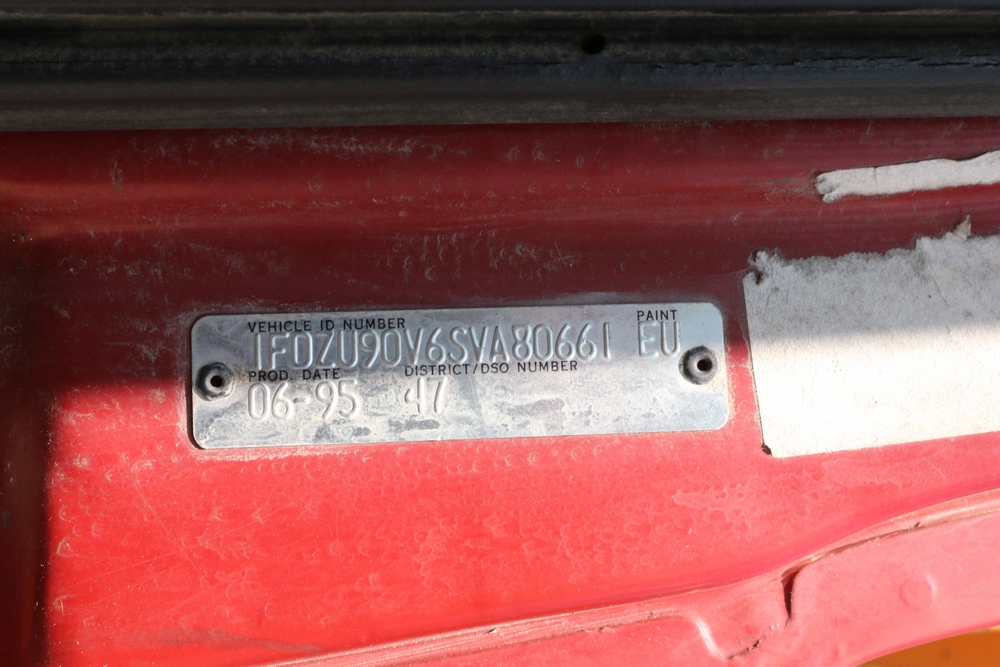 VEHICLE ID NUMBER PAINT
1FDZU90V6SVA80661 EU
PROD. DATE DISTRICT/DSO NUMBER
06-95 47